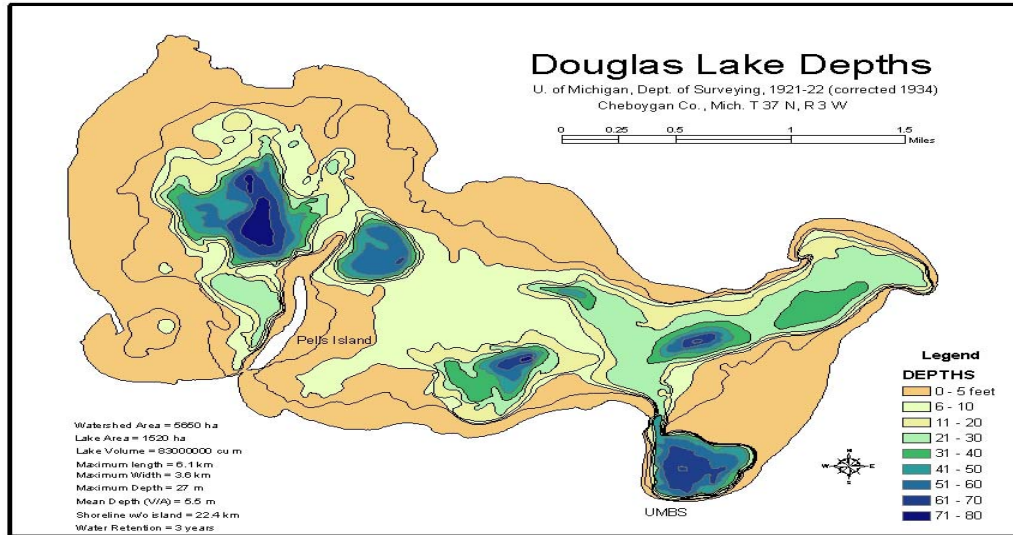 Douglas Lake Depths
U. of Michigan, Dept. of Surveying, 1921-22 (corrected 1934)
Cheboygan Co., Mich. T 37 N, R 3 W
0 0.25 0.5 1 1.5
Miles
Pells Island
Legend
DEPTHS
0 - 5 feet
6 - 10
11 - 20
21 - 30
31 - 40
41 - 50
51 - 60
61 - 70
71 - 80
Watershed Area = 5650 ha
Lake Area = 1520 ha
Lake Volume = 83000000 cu m
Maximum length = 6.1 km
Maximum Width = 3.6 km
Maximum Depth = 27 m
Mean Depth (V/A) = 5.5 m
Shoreline w/o island = 22.4 km
Water Retention = 3 years
UMBS
N
W E
S